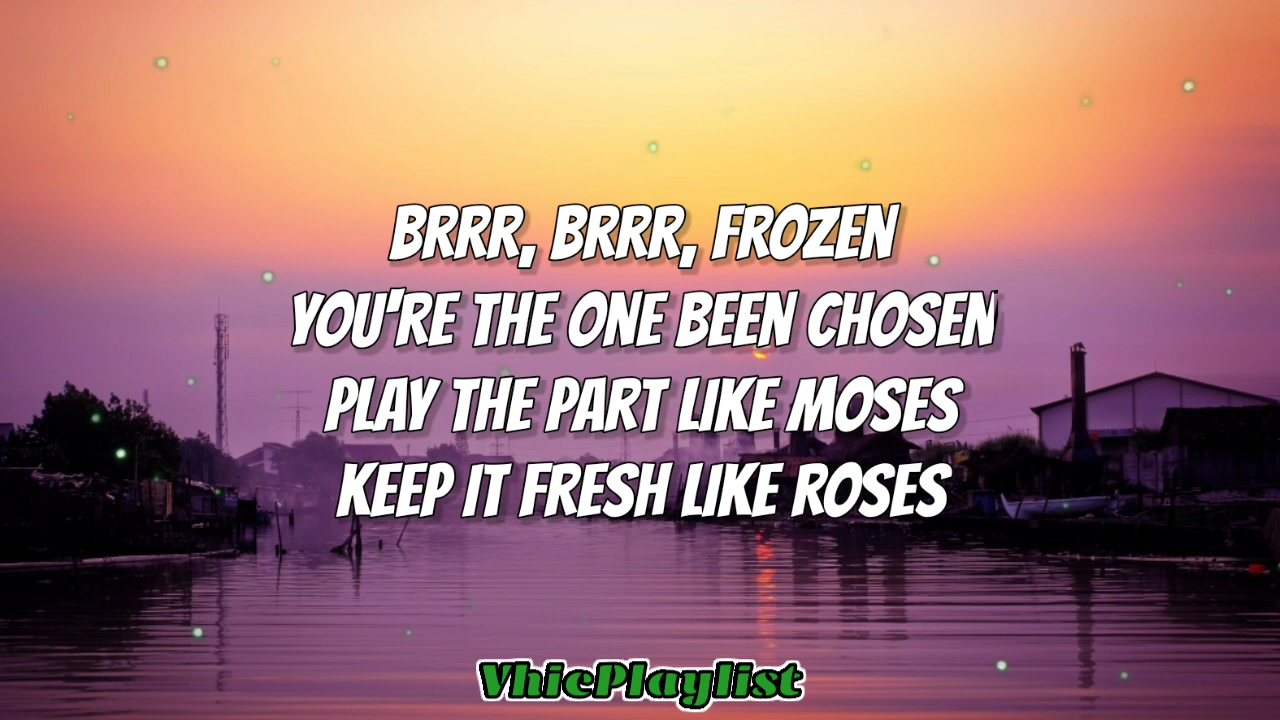 BRRR, BRRR, FROZEN
YOU'RE THE ONE BEEN CHOSEN
PLAY THE PART LIKE MOSES
KEEP IT FRESH LIKE ROSES
VhicPlaylist